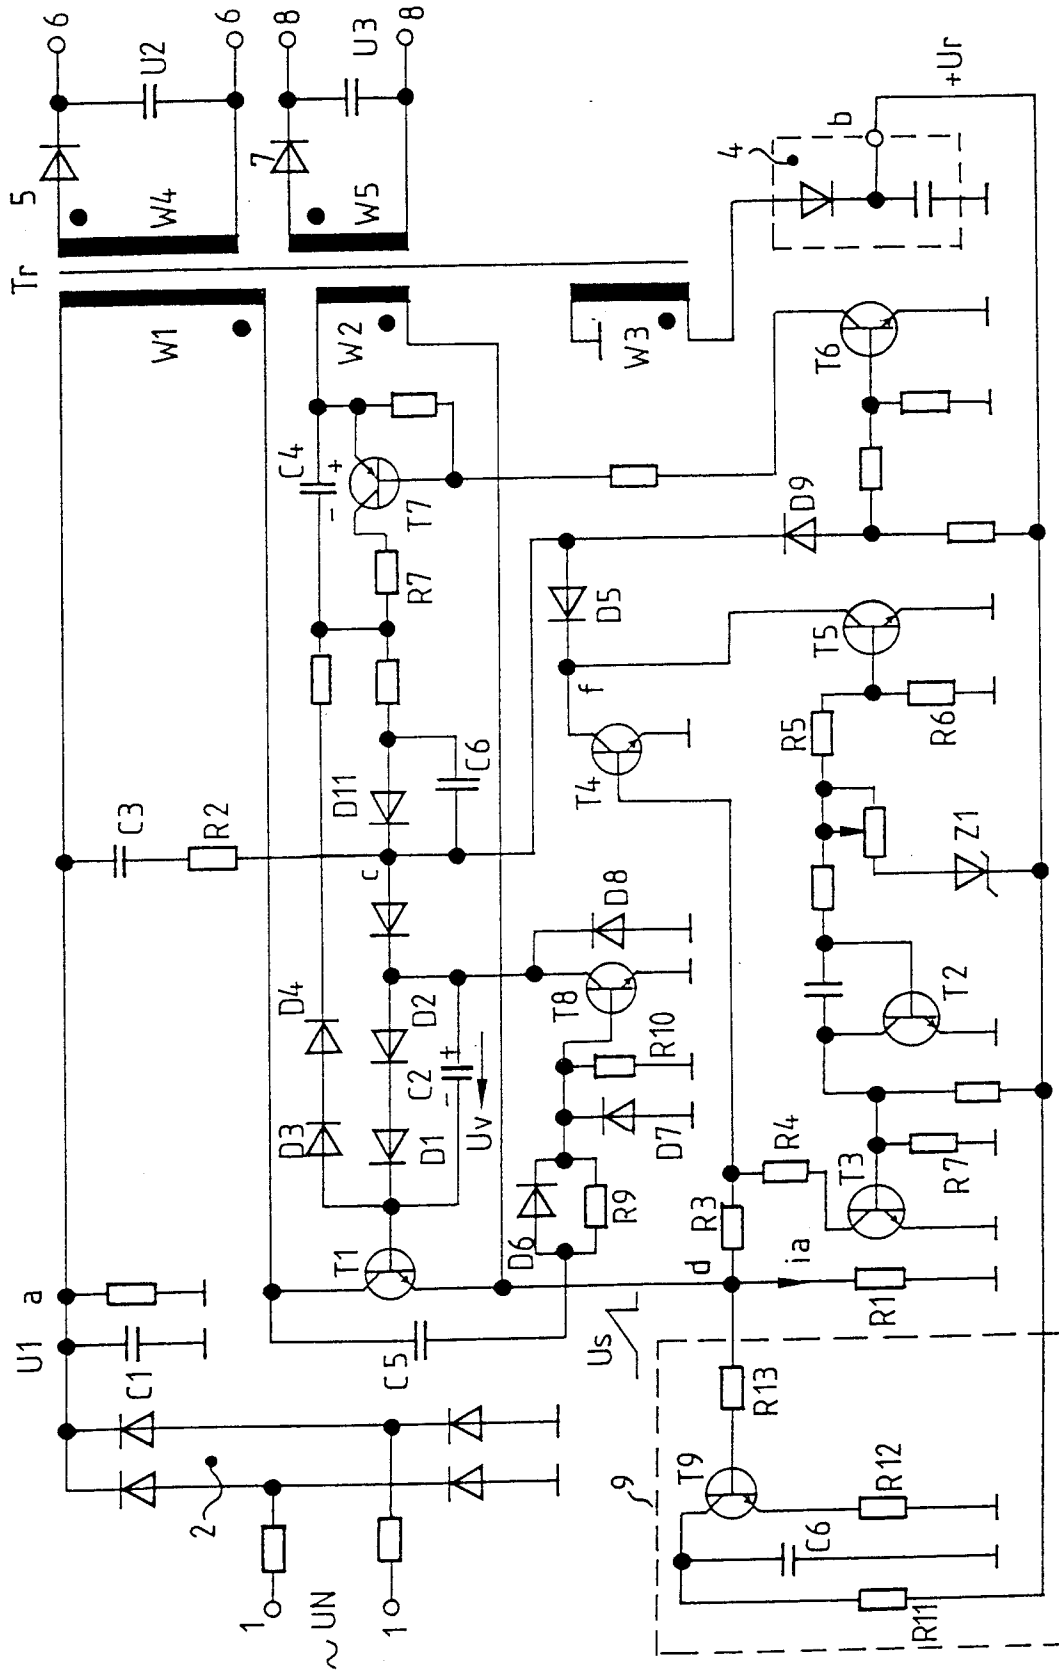 1
1
~ UN
2
U1
a
C1
C3
R2
Tr
W1
W4
5
6
6
U2
W5
7
8
8
U3
W2
W3
4
b
+Ur
C4
+
-
T7
R7
D11
C6
c
D4
D3
D2
D1
C2
-
+
Uv
T1
C5
D6
R9
D7
R10
T8
D8
D5
f
D9
T6
T4
T5
R5
R6
Z1
T2
R7
T3
R4
R3
d
ia
R1
Us
R13
9
T9
R12
C6
R11